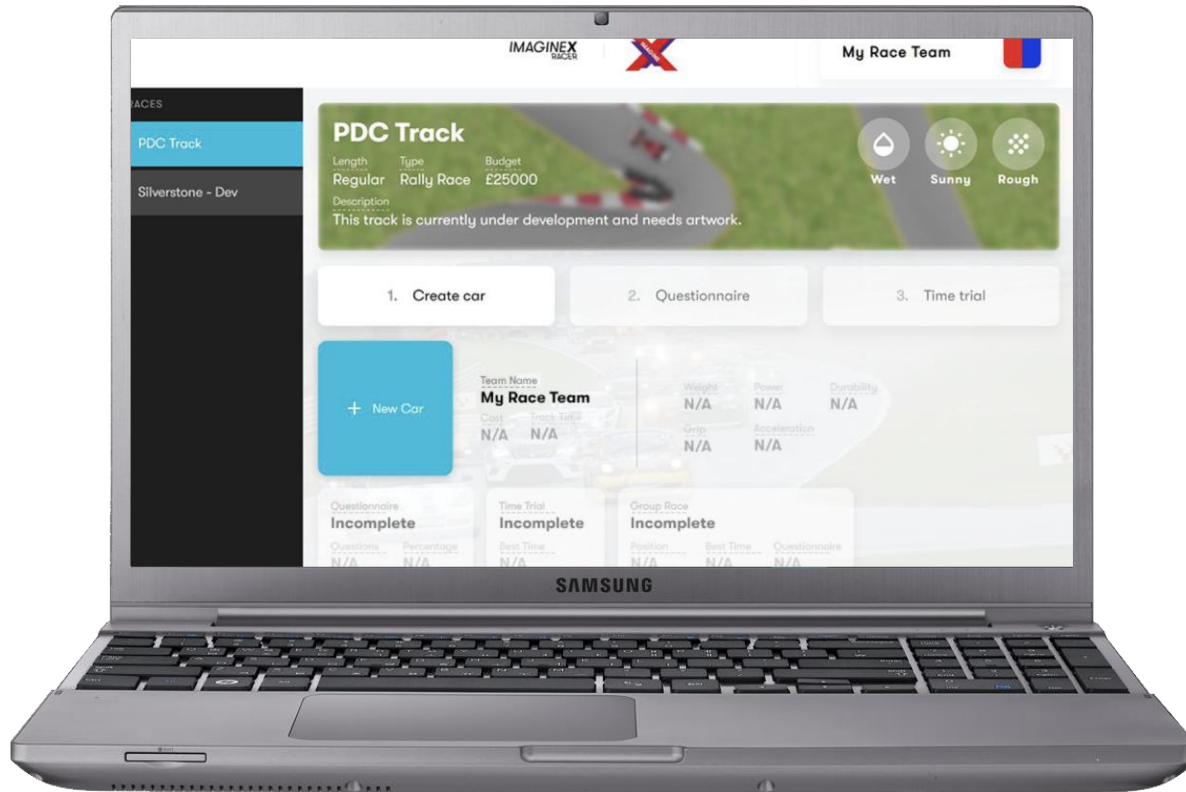 IMAGINEX
RACER
My Race Team
RACES
PDC Track
Silverstone - Dev
PDC Track
Length Type Budget
Regular Rally Race £25000
Description
This track is currently under development and needs artwork.
Wet Sunny Rough
1. Create car
2. Questionnaire
3. Time trial
+ New Car
Team Name
My Race Team
Cost Track Time
N/A N/A
Weight Power Durability
N/A N/A N/A
Grip Acceleration
N/A N/A
Questionnaire
Incomplete
Questions Percentage
N/A N/A
Time Trial
Incomplete
Best Time
N/A
Group Race
Incomplete
Position Best Time Questionnaire
N/A N/A N/A
SAMSUNG